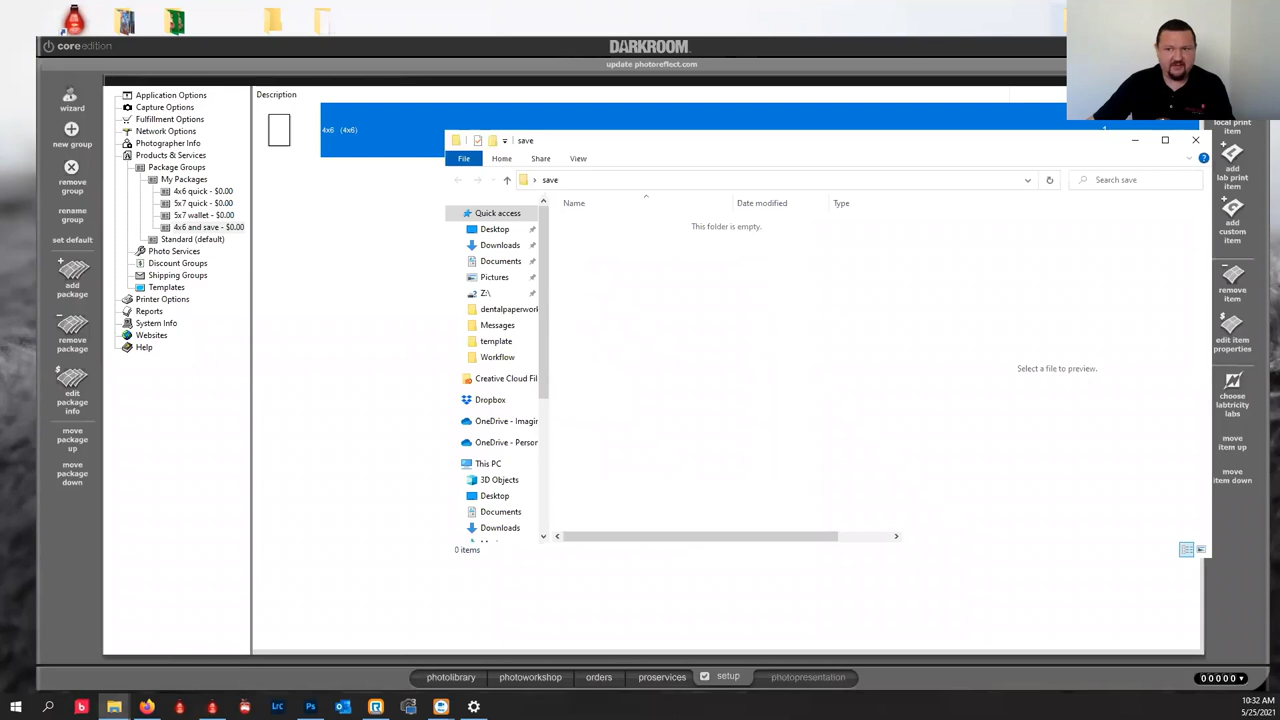 core edition
DARKROOM
update photoreflect.com
wizard
new group
remove
group
rename
group
set default
add
package
remove
package
edit
package
info
move
package
up
move
package
down
Application Options
Capture Options
Fulfillment Options
Network Options
Photographer Info
Products & Services
Package Groups
My Packages
4x6 quick - $0.00
5x7 quick - $0.00
5x7 wallet - $0.00
4x6 and save - $0.00
Standard (default)
Photo Services
Discount Groups
Shipping Groups
Templates
Printer Options
Reports
System Info
Websites
Help
Description
4x6 (4x6)
1
save
File
Home
Share
View
save
Search save
Name
Date modified
Type
This folder is empty.
Select a file to preview.
Quick access
Desktop
Downloads
Documents
Pictures
Z:\
dentalpaperwork
Messages
template
Workflow
Creative Cloud Fil
Dropbox
OneDrive - Imagin
OneDrive - Person
This PC
3D Objects
Desktop
Documents
Downloads
0 items
local print
item
add
lab print
item
add
custom
item
remove
item
edit item
properties
choose
labtricity
labs
move
item up
move
item down
photolibrary
photoworkshop
orders
proservices
setup
photopresentation
00000
b
Lrc
Ps
10:32 AM
5/25/2021